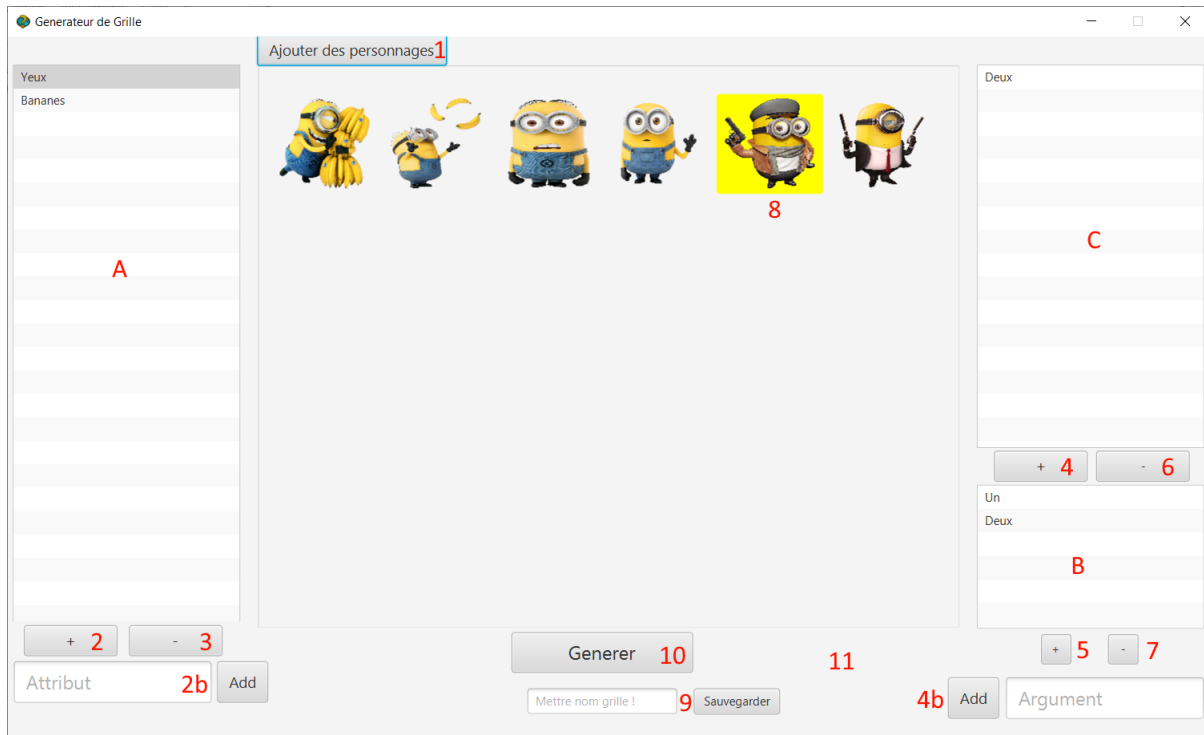 Generateur de Grille
Ajouter des personnages 1
Yeux
Bananes
A
8
Deux
C
+ 4 - 6
Un
Deux
B
+ 5 - 7
+ 2 - 3
Attribut 2b Add
Generer 10
11
Mettre nom grille ! 9 Sauvegarder
4b Add Argument